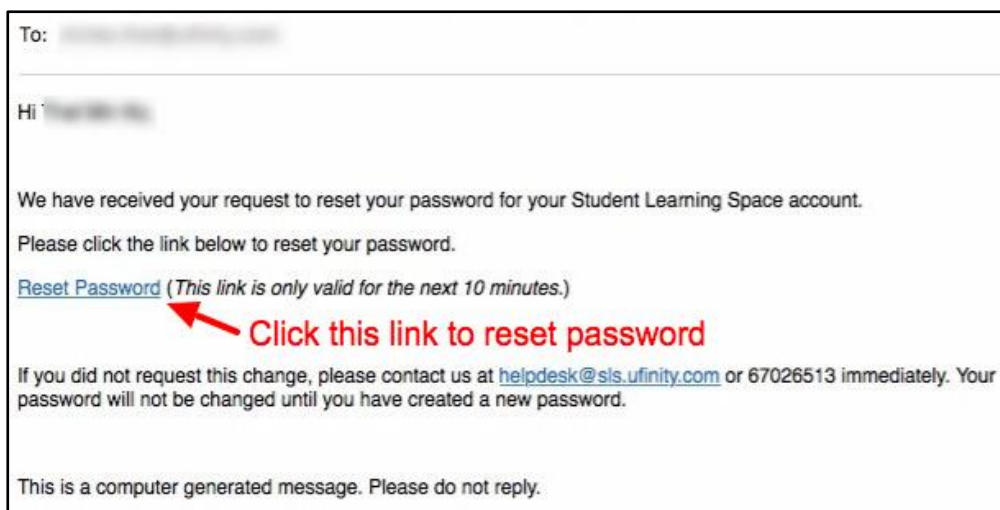 To:
Hi
We have received your request to reset your password for your Student Learning Space account.
Please click the link below to reset your password.
Reset Password (This link is only valid for the next 10 minutes.)
Click this link to reset password
If you did not request this change, please contact us at helpdesk@sls.ufinity.com or 67026513 immediately. Your
password will not be changed until you have created a new password.
This is a computer generated message. Please do not reply.